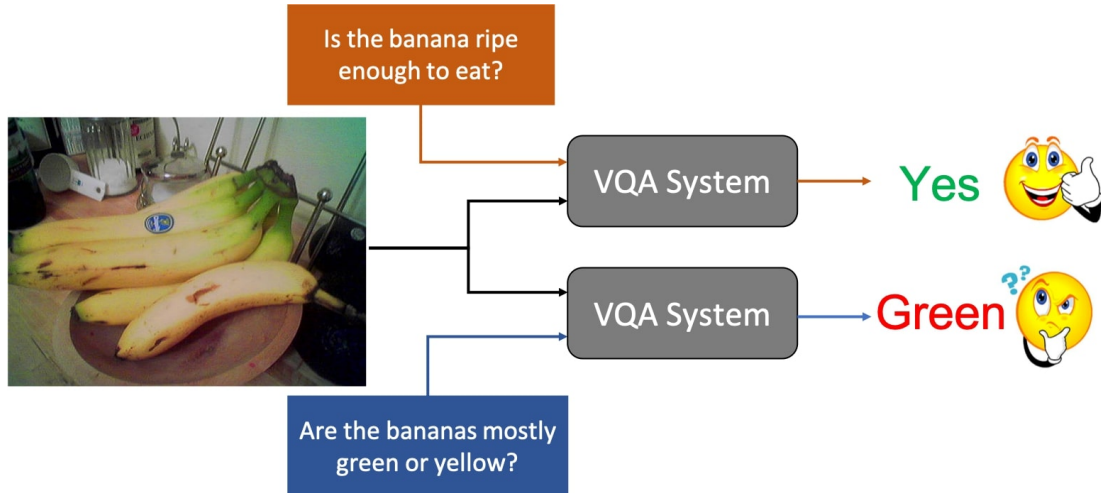 Is the banana ripe
enough to eat?
VQA System
Yes
VQA System
Green
??
Are the bananas mostly
green or yellow?